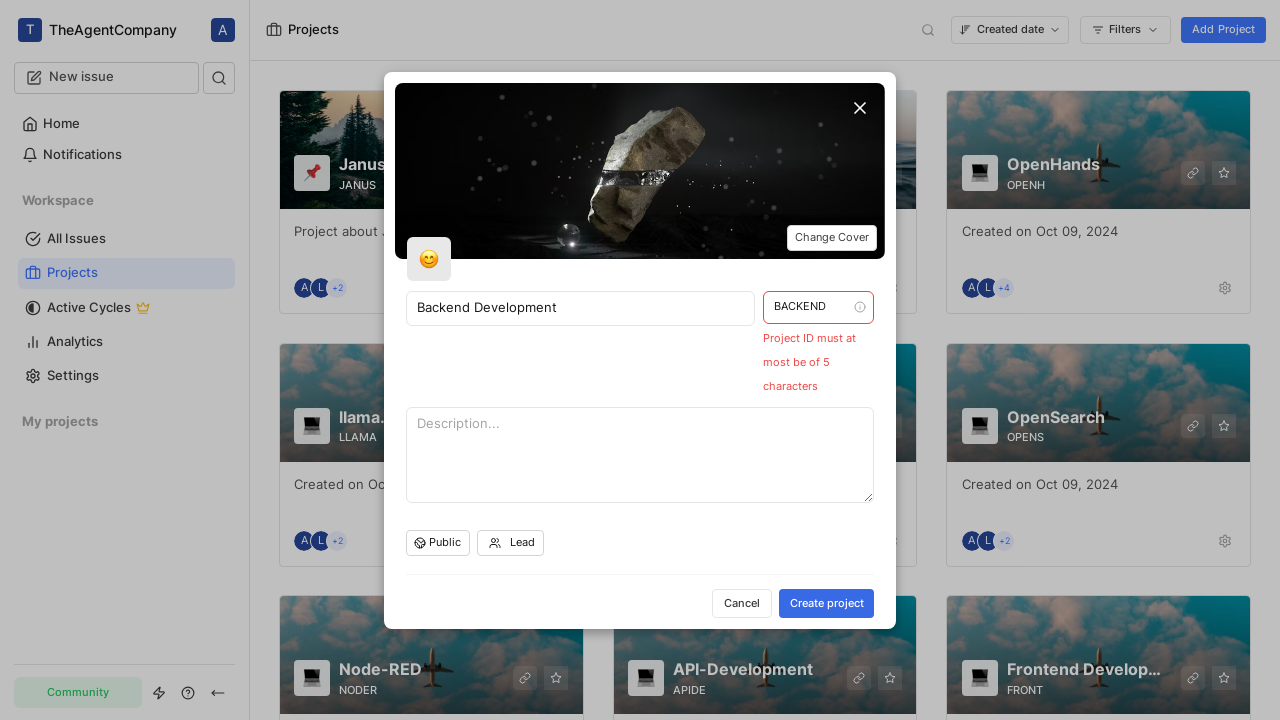 T TheAgentCompany A
New issue
Home
Notifications
Workspace
All Issues
Projects
Active Cycles
Analytics
Settings
My projects
Community
Projects
Created date
Filters
Add Project
Janus
JANUS
Project about
A L +2
OpenHands
OPENH
Created on Oct 09, 2024
A L +4
llama.
LLAMA
Created on Oc
A L +2
OpenSearch
OPENS
Created on Oct 09, 2024
A L +2
Node-RED
NODER
API-Development
APIDE
Frontend Develop...
FRONT
Change Cover
Backend Development
BACKEND
Project ID must at
most be of 5
characters
Description...
Public
Lead
Cancel
Create project